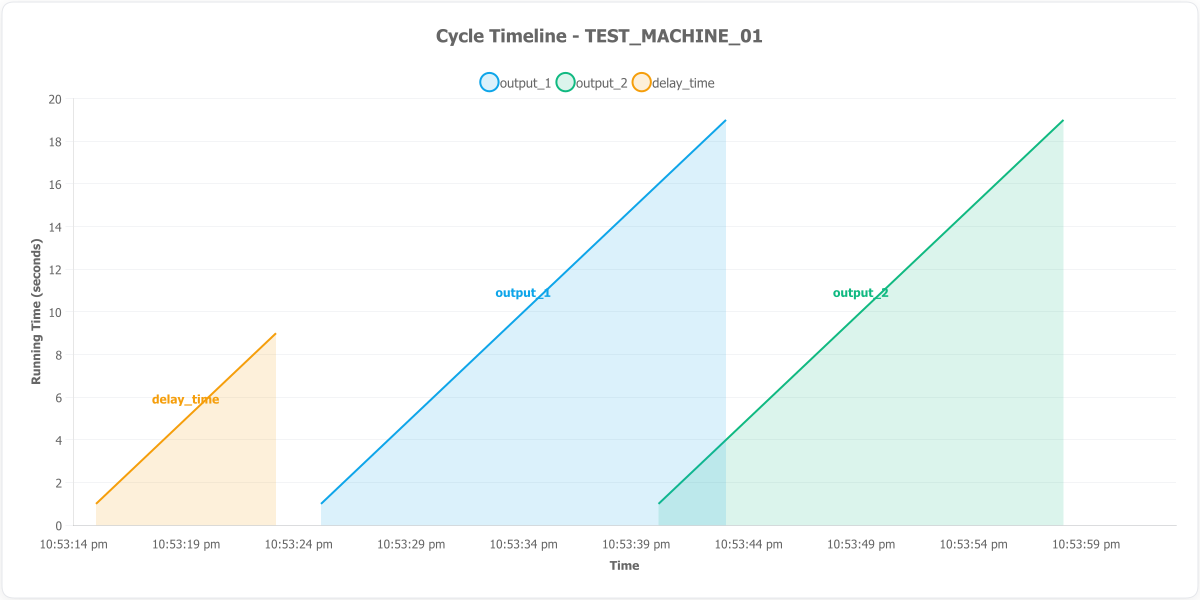 Cycle Timeline - TEST_MACHINE_01
output_1 output_2 delay_time
20
18
16
14
12
10
8
6
4
2
0
Running Time (seconds)
delay_time
output_1
output_2
10:53:14 pm 10:53:19 pm 10:53:24 pm 10:53:29 pm 10:53:34 pm 10:53:39 pm 10:53:44 pm 10:53:49 pm 10:53:54 pm 10:53:59 pm
Time